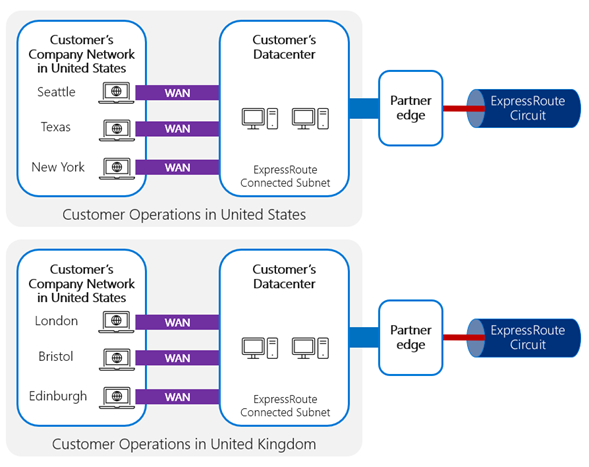 Customer's
Company Network
in United States
Customer's
Datacenter
Seattle
WAN
Texas
WAN
New York
WAN
ExpressRoute
Connected Subnet
Partner
edge
ExpressRoute
Circuit
Customer Operations in United States
Customer's
Company Network
in United States
Customer's
Datacenter
London
WAN
Bristol
WAN
Edinburgh
WAN
ExpressRoute
Connected Subnet
Partner
edge
ExpressRoute
Circuit
Customer Operations in United Kingdom